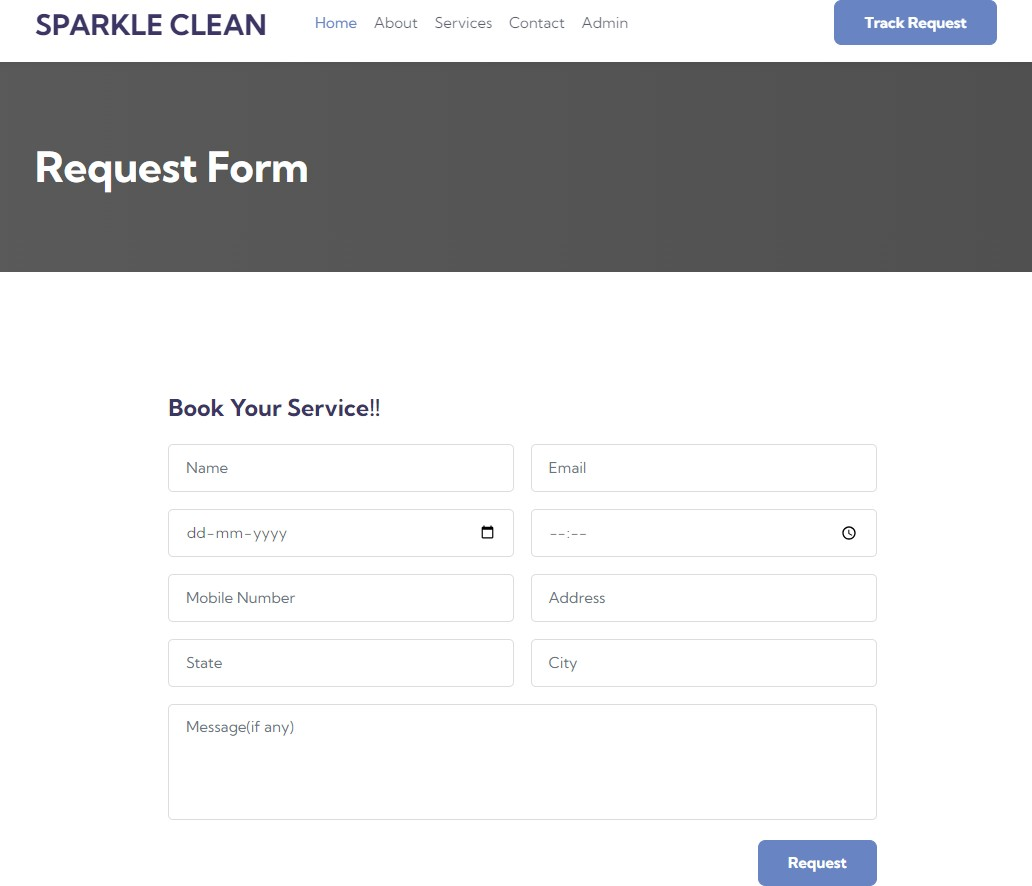 SPARKLE CLEAN Home About Services Contact Admin Track Request
Request Form
Book Your Service!!
Name Email
dd-mm-yyyy --:--
Mobile Number Address
State City
Message(if any)
Request